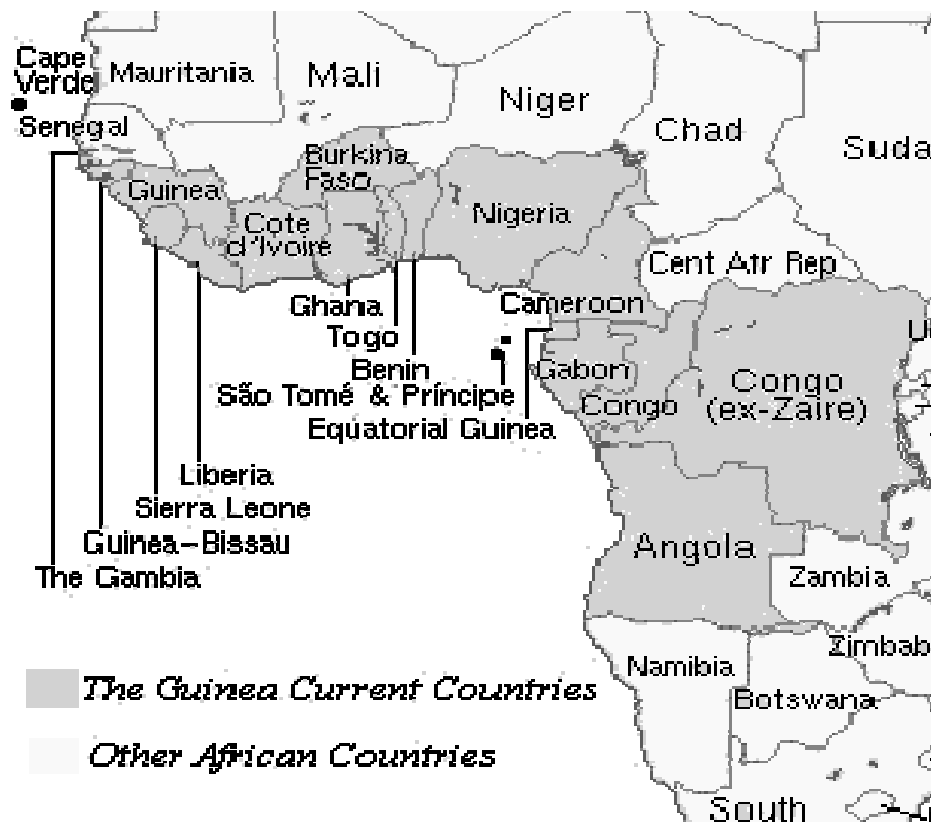 Cape
Verde
Mauritania
Mali
Niger
Chad
Suda
Senegal
Burkina
Faso
Guinea
Cote
d'Ivoire
Nigeria
Cent Afr Rep
Ghana
Cameroon
Togo
Benin
Gabon
São Tomé & Príncipe
Congo
Congo
(ex-Zaire)
Equatorial Guinea
Liberia
Sierra Leone
Guinea-Bissau
Angola
The Gambia
Zambia
Zimbab
Namibia
Botswana
The Guinea Current Countries
Other African Countries
South